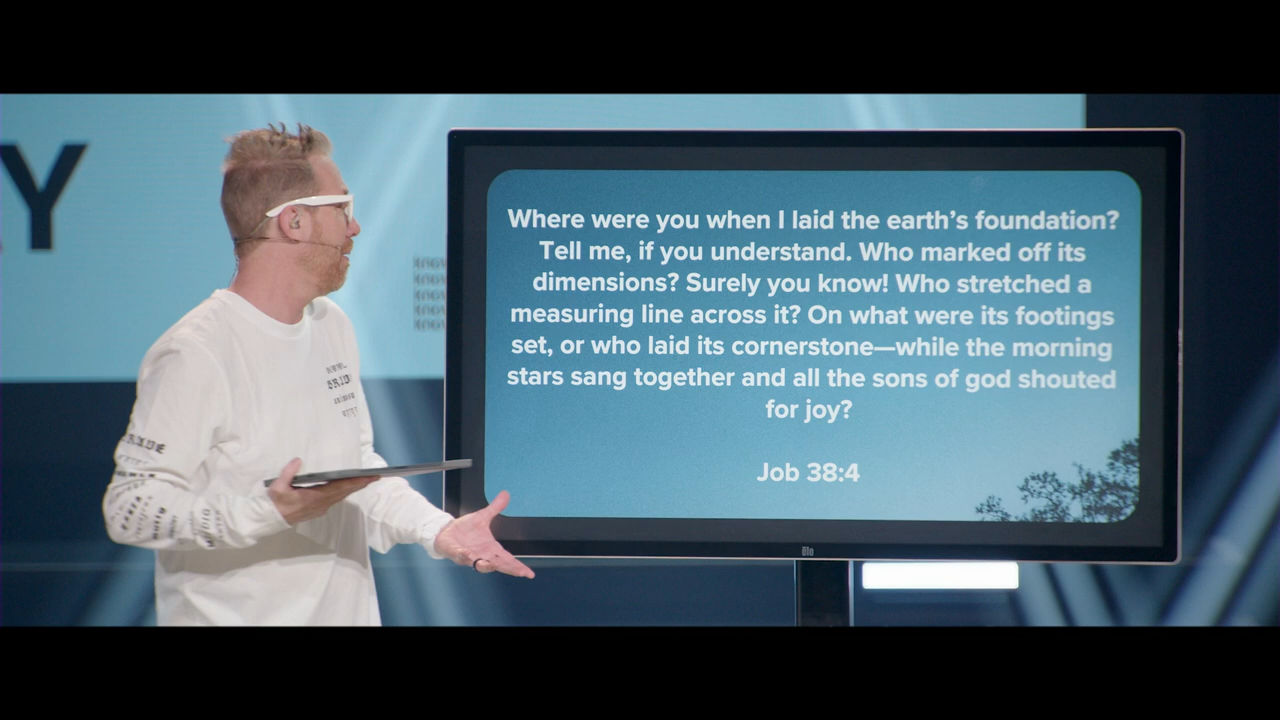 Y
Where were you when I laid the earth’s foundation?
Tell me, if you understand. Who marked off its
dimensions? Surely you know! Who stretched a
measuring line across it? On what were its footings
set, or who laid its cornerstone—while the morning
stars sang together and all the sons of god shouted
for joy?
Job 38:4
elo